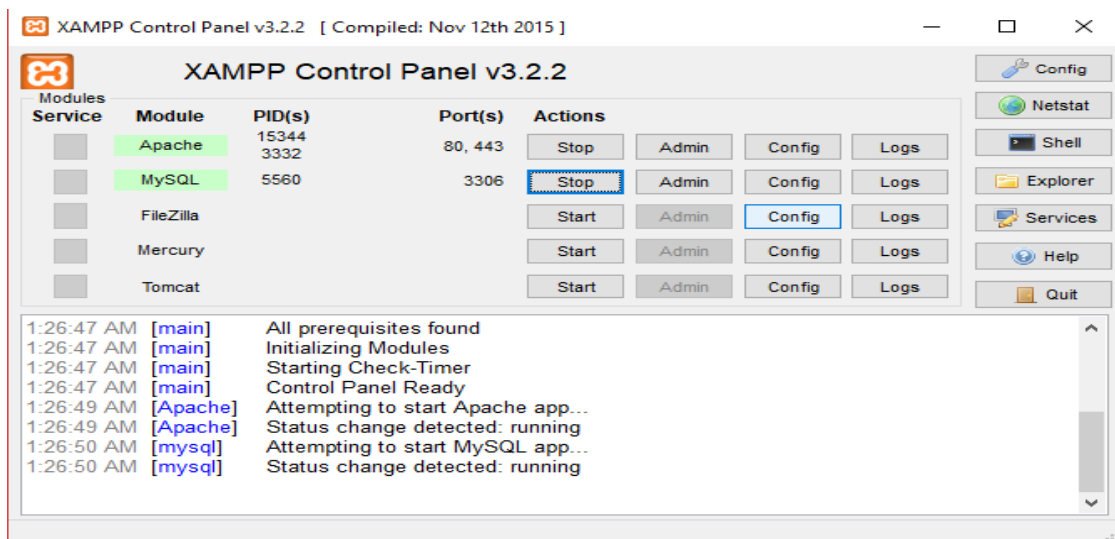 XAMPP Control Panel v3.2.2 [ Compiled: Nov 12th 2015 ]
XAMPP Control Panel v3.2.2
Config
Modules
Netstat
Service Module PID(s) Port(s) Actions
Apache 15344 3332 80, 443 Stop Admin Config Logs
Shell
MySQL 5560 3306 Stop Admin Config Logs
Explorer
FileZilla Start Admin Config Logs
Services
Mercury Start Admin Config Logs
Help
Tomcat Start Admin Config Logs
Quit
1:26:47 AM [main] All prerequisites found
1:26:47 AM [main] Initializing Modules
1:26:47 AM [main] Starting Check-Timer
1:26:47 AM [main] Control Panel Ready
1:26:49 AM [Apache] Attempting to start Apache app...
1:26:49 AM [Apache] Status change detected: running
1:26:50 AM [mysql] Attempting to start MySQL app...
1:26:50 AM [mysql] Status change detected: running